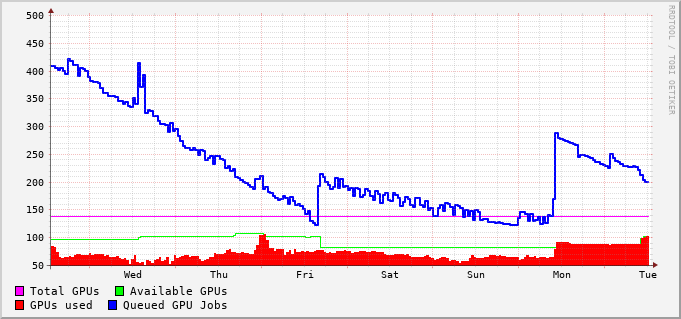 500
450
400
350
300
250
200
150
100
50
Wed Thu Fri Sat Sun Mon Tue
Total GPUs Available GPUs
GPUs used Queued GPU Jobs
RRDTOOL / TOBI OETIKER